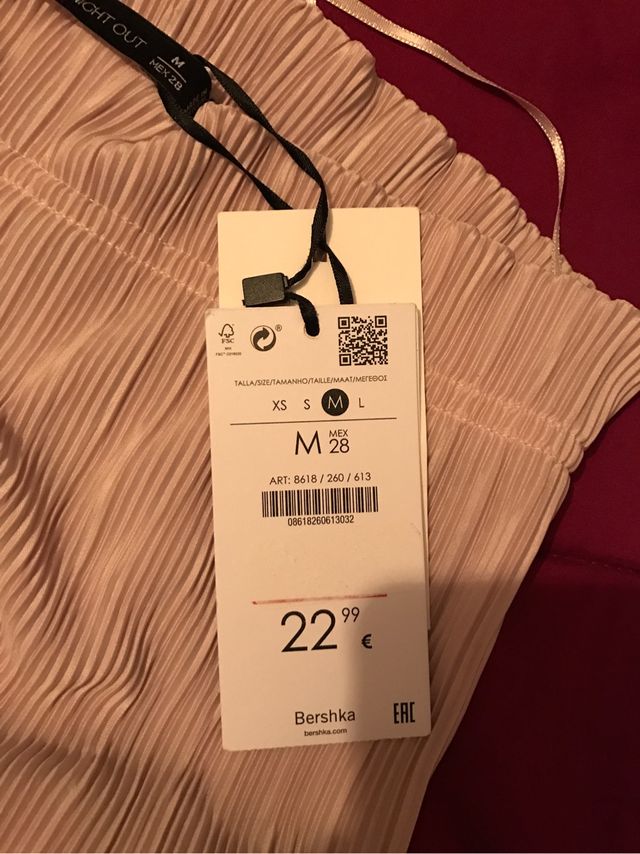 NIGHT OUT
M
MEX 28
FSC
TALLA/SIZE/TAMANHO/TAILLE/MAAT/ΜΕΓΕΘΟΣ
XS S M L
M MEX 28
ART: 8618 / 260 / 613
08618260613032
22 99 €
Bershka
bershka.com
EAC